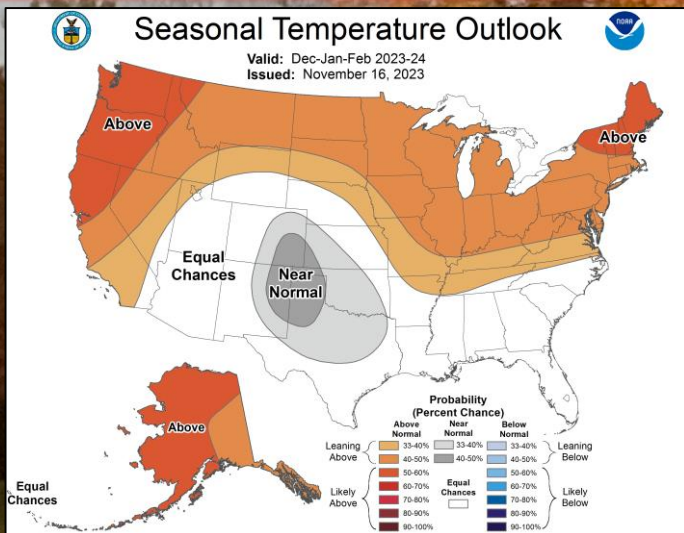 Seasonal Temperature Outlook
NOAA
Valid: Dec-Jan-Feb 2023-24
Issued: November 16, 2023
Above
Above
Equal
Chances
Near
Normal
Above
Equal
Chances
Probability
(Percent Chance)
Above
Normal
Near
Normal
Below
Normal
Leaning
Above
33-40%
40-50%
33-40%
40-50%
33-40%
40-50%
Leaning
Below
Likely
Above
50-60%
60-70%
70-80%
80-90%
90-100%
Equal
Chances
50-60%
60-70%
70-80%
80-90%
90-100%
Likely
Below